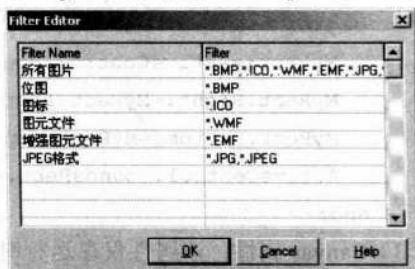 Filter Editor
Filter Name Filter
所有图片 *.BMP,*.ICO,*.WMF,*.EMF,*.JPG,*
位图 *.BMP
图标 *.ICO
图元文件 *.WMF
增强图元文件 *.EMF
JPEG格式 *.JPG,*.JPEG
OK Cancel Help